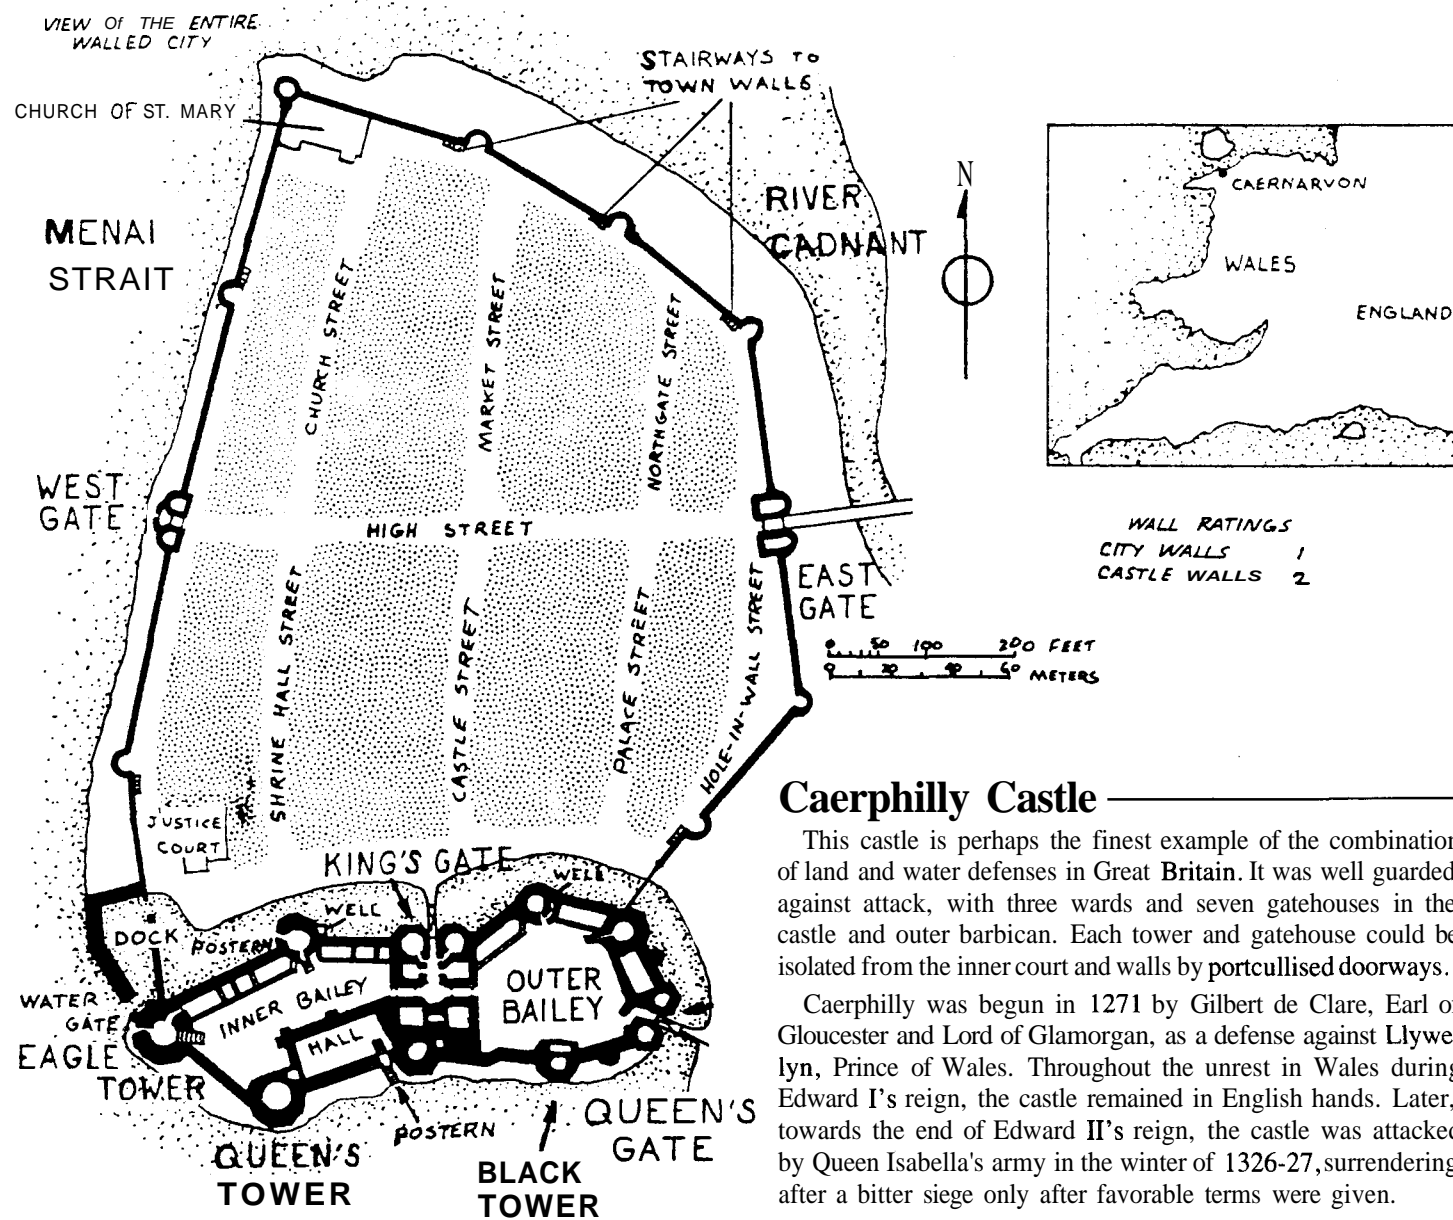 VIEW Of THE ENTIRE
WALLED CITY
CHURCH OF ST. MARY
STAIRWAYS TO
TOWN WALLS
MENAI
STRAIT
RIVER
CADNANT
N
CAERNARVON
WALES
ENGLAND
CHURCH STREET
MARKET STREET
NORTHGATE STREET
WEST
GATE
HIGH STREET
WALL RATINGS
CITY WALLS 1
CASTLE WALLS 2
EAST
GATE
SHRINE HALL STREET
CASTLE STREET
PALACE STREET
HOLE-IN-WALL STREET
0 50 100 200 FEET
0 20 40 60 METERS
JUSTICE
COURT
KING'S GATE
WELL
WELL
DOCK
POSTERN
WATER
GATE
EAGLE
TOWER
INNER BAILEY
HALL
OUTER
BAILEY
POSTERN
QUEEN'S
GATE
QUEEN'S
TOWER
BLACK
TOWER
Caerphilly Castle
This castle is perhaps the finest example of the combination
of land and water defenses in Great Britain. It was well guarded
against attack, with three wards and seven gatehouses in the
castle and outer barbican. Each tower and gatehouse could be
isolated from the inner court and walls by portcullised doorways.
Caerphilly was begun in 1271 by Gilbert de Clare, Earl of
Gloucester and Lord of Glamorgan, as a defense against Llywe
lyn, Prince of Wales. Throughout the unrest in Wales during
Edward I's reign, the castle remained in English hands. Later,
towards the end of Edward II's reign, the castle was attacked
by Queen Isabella's army in the winter of 1326-27, surrendering
after a bitter siege only after favorable terms were given.